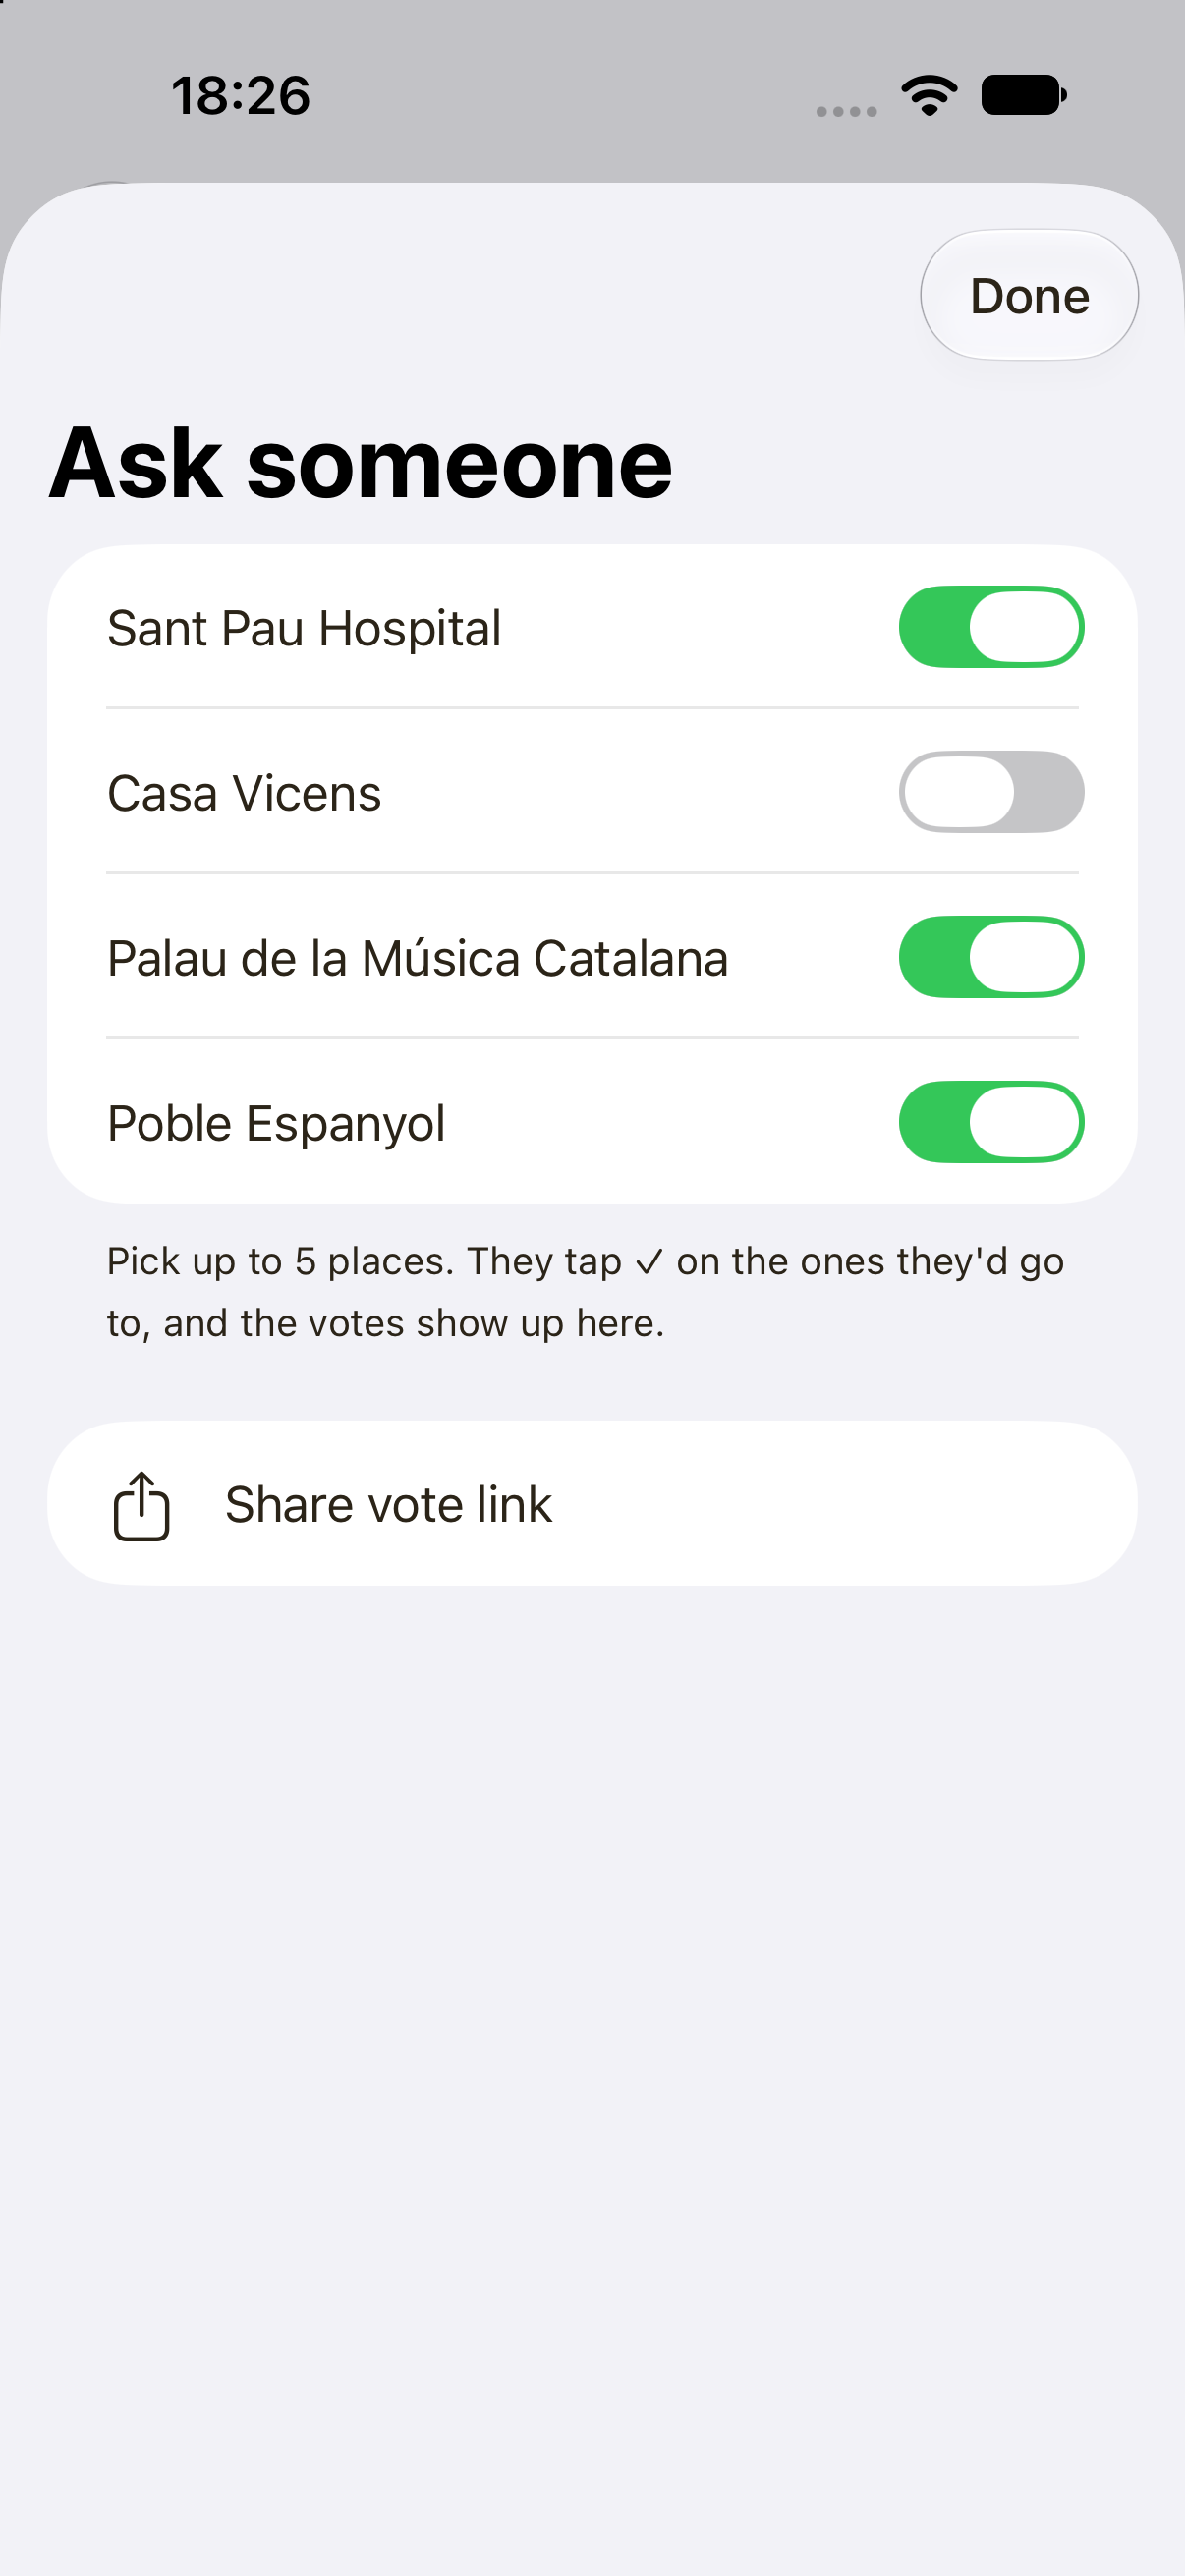 18:26
Done
Ask someone
Sant Pau Hospital
Casa Vicens
Palau de la Música Catalana
Poble Espanyol
Pick up to 5 places. They tap ✓ on the ones they'd go
to, and the votes show up here.
Share vote link